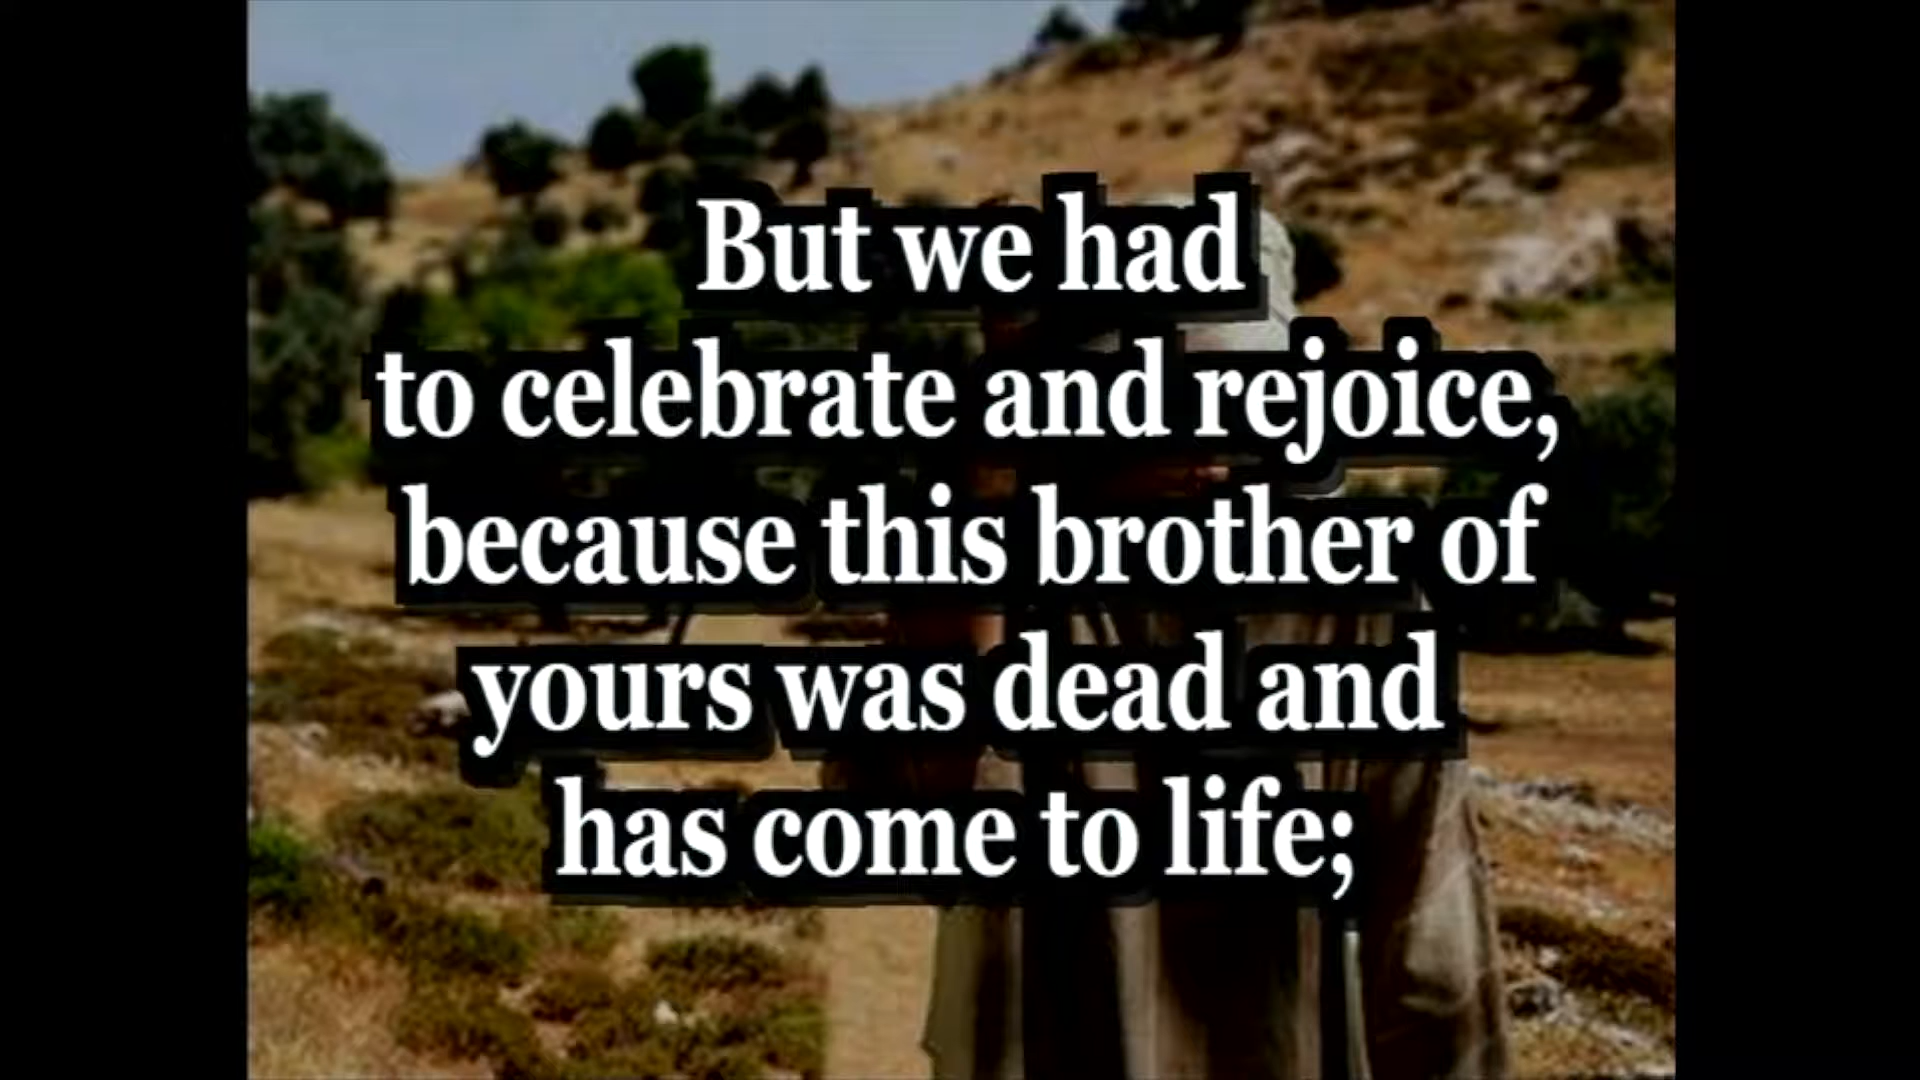 But we had
to celebrate and rejoice,
because this brother of
yours was dead and
has come to life;